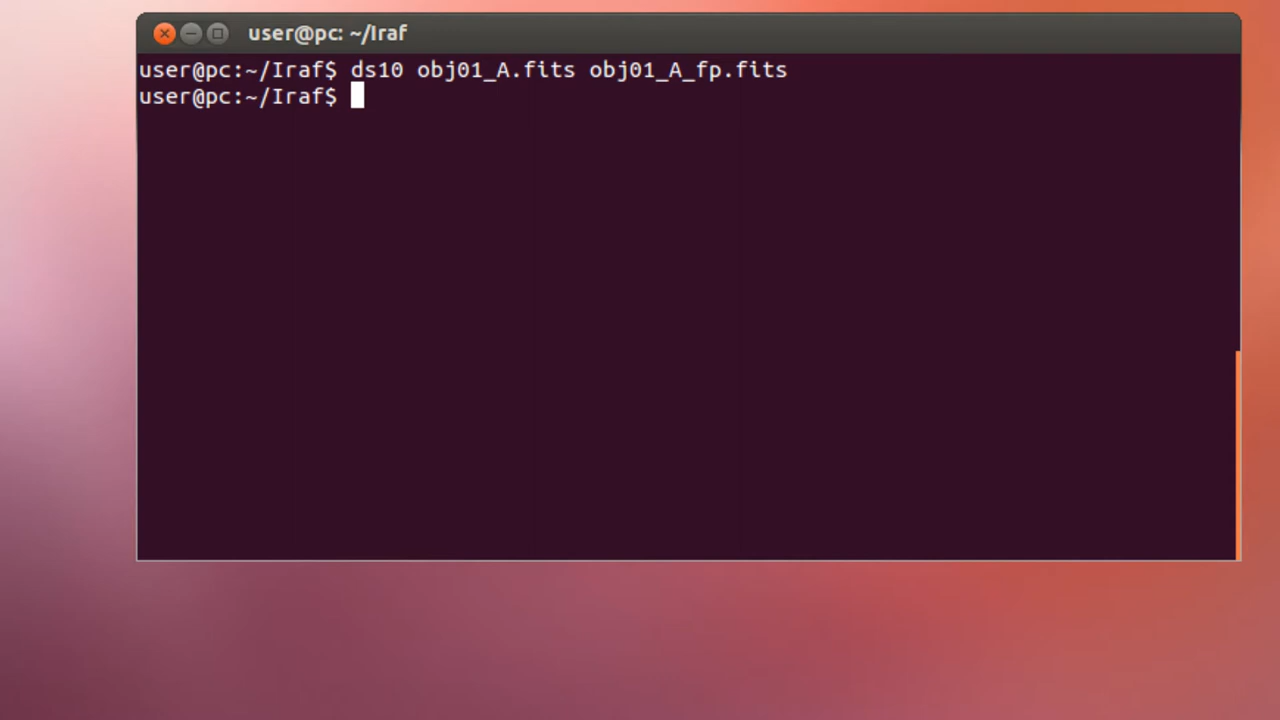 user@pc: ~/Iraf
user@pc:~/Iraf$ ds10 obj01_A.fits obj01_A_fp.fits
user@pc:~/Iraf$